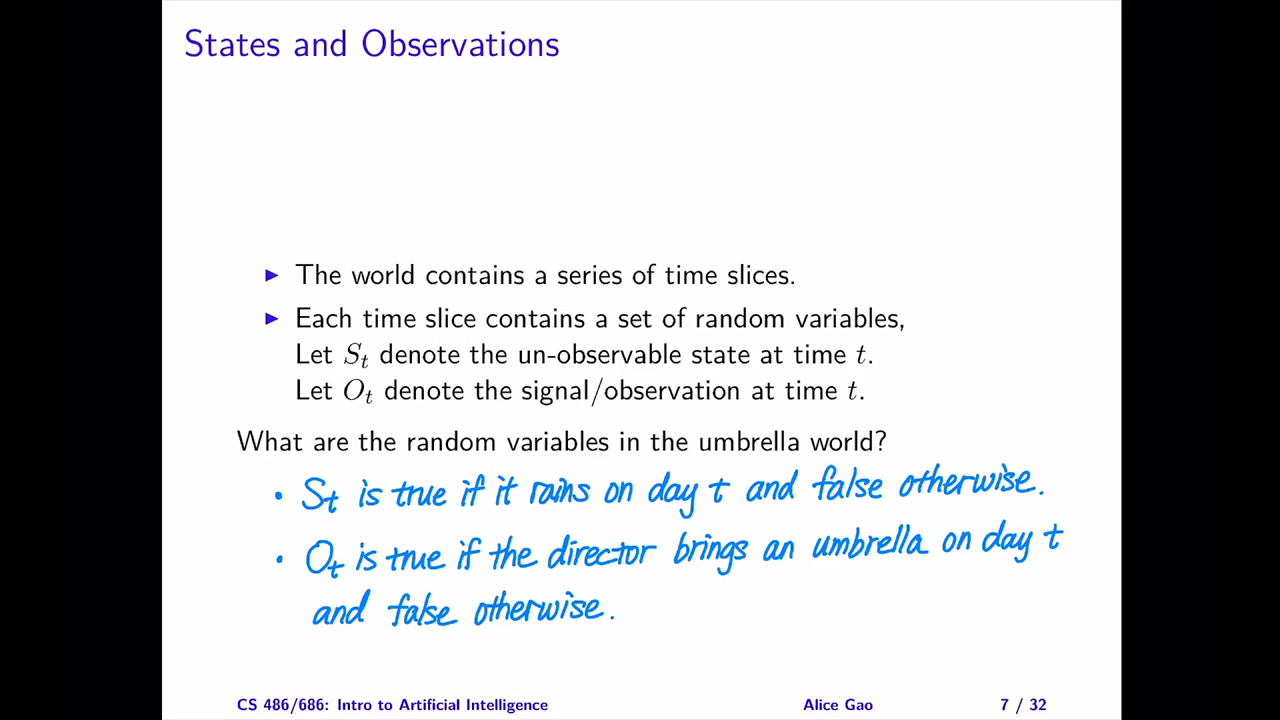 States and Observations
▶ The world contains a series of time slices.
▶ Each time slice contains a set of random variables,
Let Sₜ denote the un-observable state at time t.
Let Oₜ denote the signal/observation at time t.
What are the random variables in the umbrella world?
• Sₜ is true if it rains on day t and false otherwise.
• Oₜ is true if the director brings an umbrella on day t
and false otherwise.
CS 486/686: Intro to Artificial Intelligence Alice Gao 7 / 32